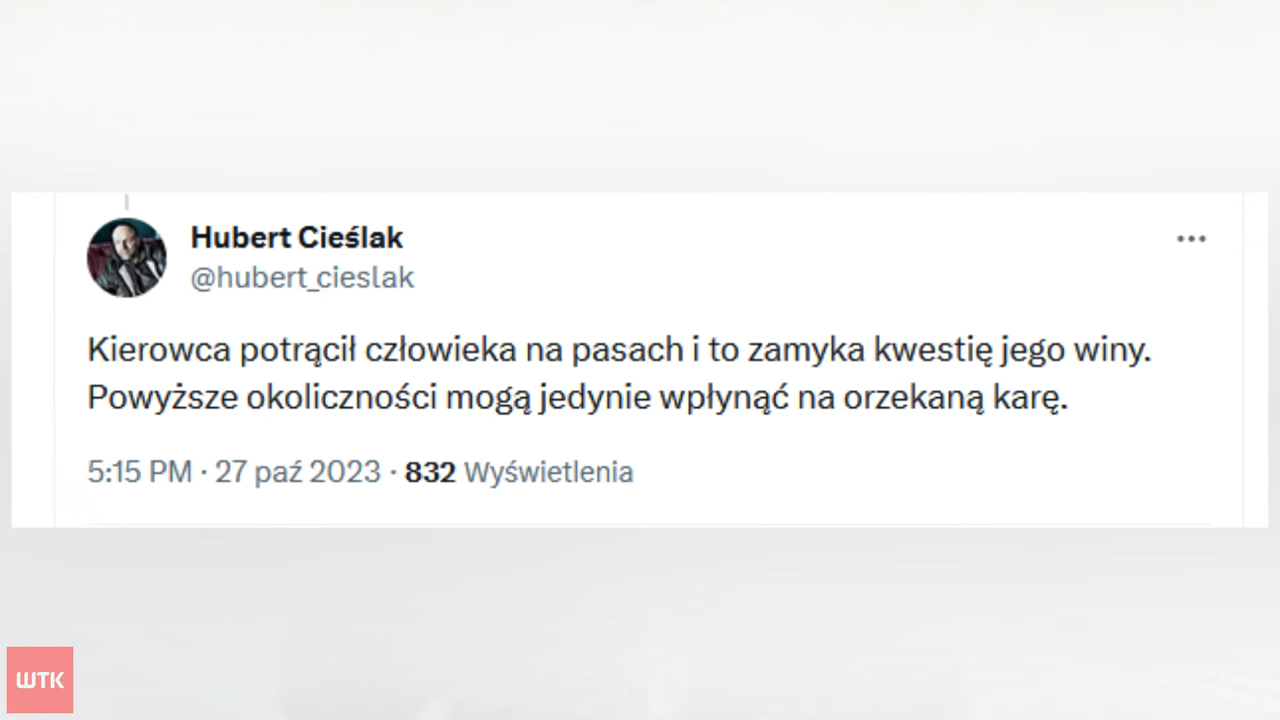 Hubert Cieślak
@hubert_cieslak
Kierowca potrącił człowieka na pasach i to zamyka kwestię jego winy.
Powyższe okoliczności mogą jedynie wpłynąć na orzekaną karę.
5:15 PM · 27 paź 2023 · 832 Wyświetlenia
WTK